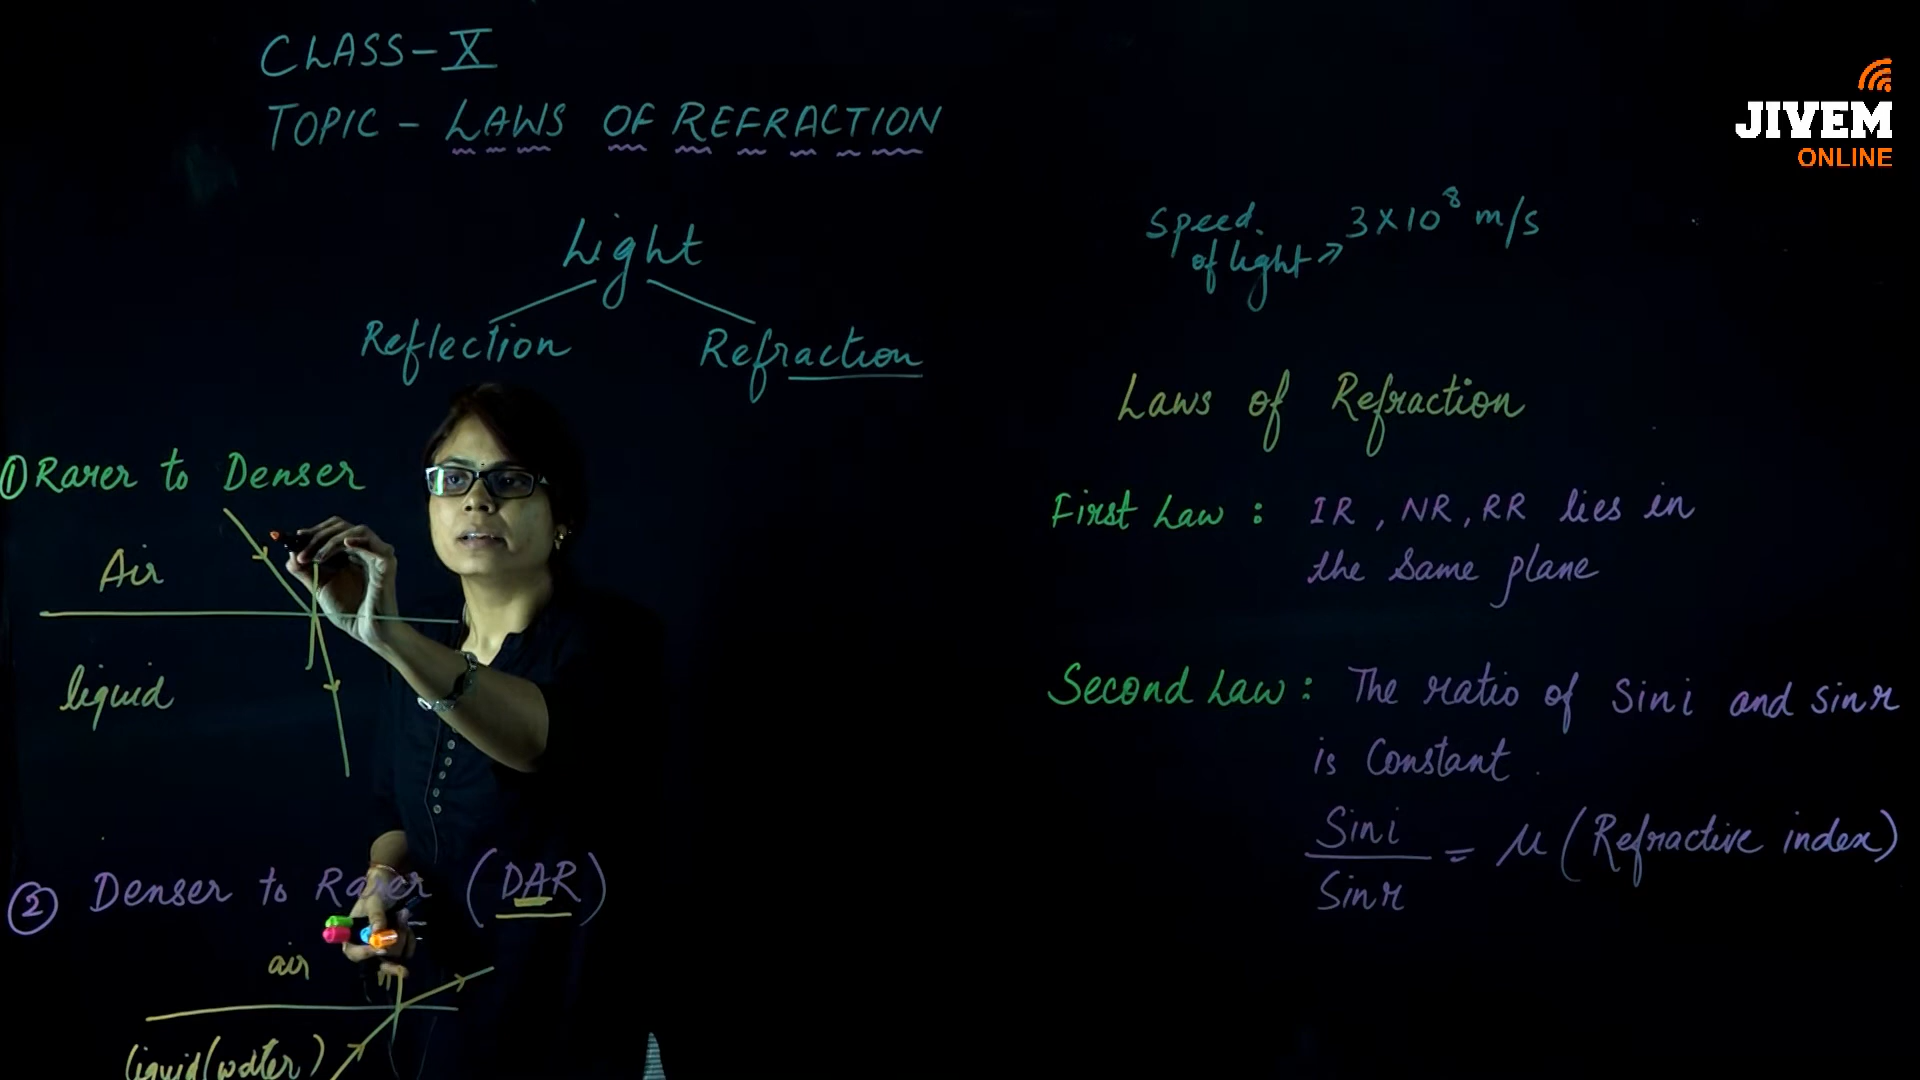 CLASS-X
TOPIC - LAWS OF REFRACTION
Light
Reflection Refraction
① Rarer to Denser
Air
liquid
② Denser to Rarer (DAR)
air
liquid(water)
JIVEM
ONLINE
Speed.
of light → 3×10⁸ m/s
Laws of Refraction
First Law : IR , NR, RR lies in
the Same plane
Second Law : The ratio of Sin i and sin r
is Constant.
Sin i
Sin r
= μ (Refractive index)